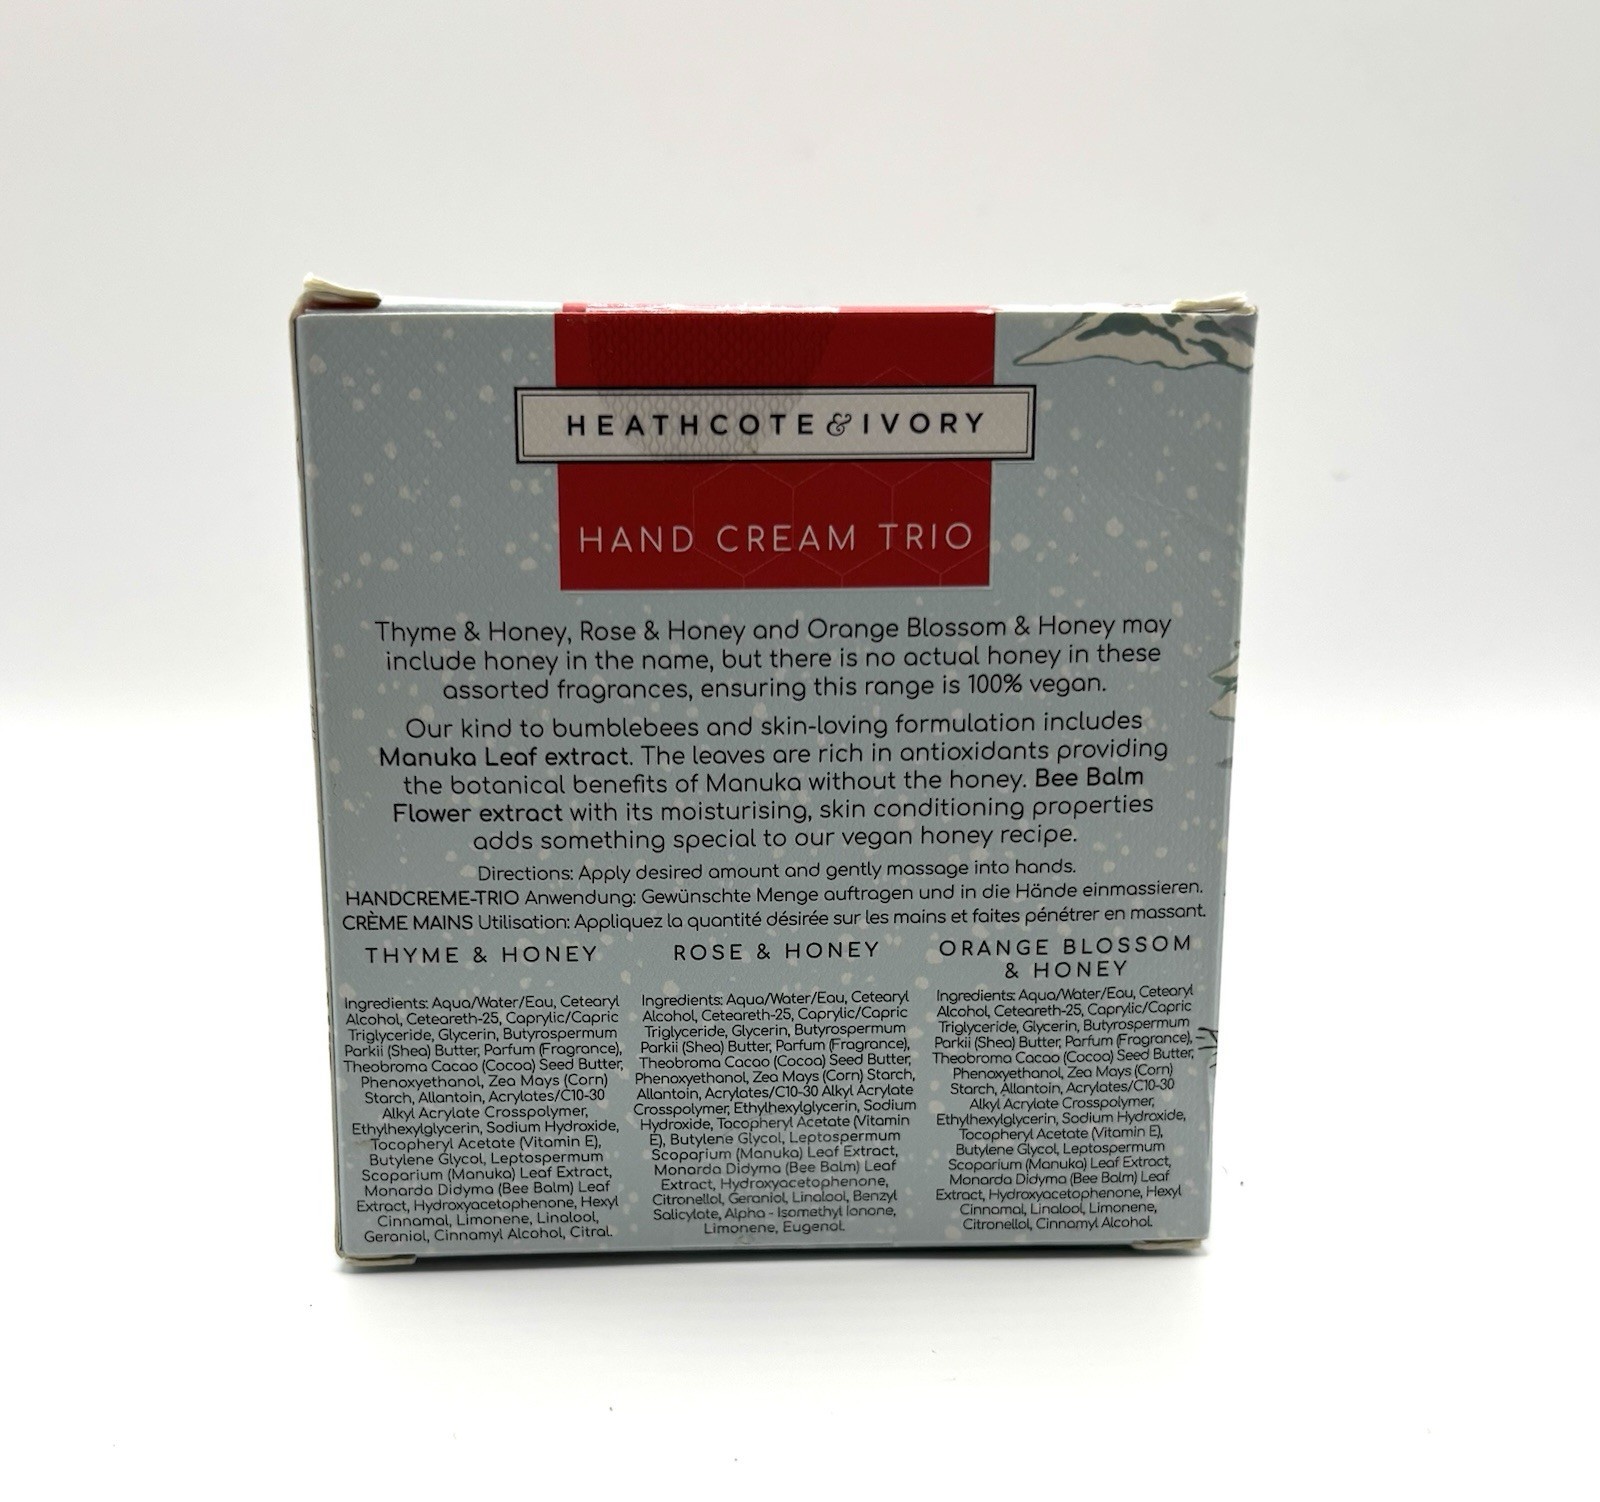 HEATHCOTE & IVORY
HAND CREAM TRIO
Thyme & Honey, Rose & Honey and Orange Blossom & Honey may
include honey in the name, but there is no actual honey in these
assorted fragrances, ensuring this range is 100% vegan.
Our kind to bumblebees and skin-loving formulation includes
Manuka Leaf extract. The leaves are rich in antioxidants providing
the botanical benefits of Manuka without the honey. Bee Balm
Flower extract with its moisturising, skin conditioning properties
adds something special to our vegan honey recipe.
Directions: Apply desired amount and gently massage into hands.
HANDCREME-TRIO Anwendung: Gewünschte Menge auftragen und in die Hände einmassieren.
CRÈME MAINS Utilisation: Appliquez la quantité désirée sur les mains et faites pénétrer en massant.
THYME & HONEY
Ingredients: Aqua/Water/Eau, Cetearyl
Alcohol, Ceteareth-25, Caprylic/Capric
Triglyceride, Glycerin, Butyrospermum
Parkii (Shea) Butter, Parfum (Fragrance),
Theobroma Cacao (Cocoa) Seed Butter,
Phenoxyethanol, Zea Mays (Corn)
Starch, Allantoin, Acrylates/C10-30
Alkyl Acrylate Crosspolymer,
Ethylhexylglycerin, Sodium Hydroxide,
Tocopheryl Acetate (Vitamin E),
Butylene Glycol, Leptospermum
Scoparium (Manuka) Leaf Extract,
Monarda Didyma (Bee Balm) Leaf
Extract, Hydroxyacetophenone, Hexyl
Cinnamal, Limonene, Linalool,
Geraniol, Cinnamyl Alcohol, Citral.
ROSE & HONEY
Ingredients: Aqua/Water/Eau, Cetearyl
Alcohol, Ceteareth-25, Caprylic/Capric
Triglyceride, Glycerin, Butyrospermum
Parkii (Shea) Butter, Parfum (Fragrance),
Theobroma Cacao (Cocoa) Seed Butter,
Phenoxyethanol, Zea Mays (Corn) Starch,
Allantoin, Acrylates/C10-30 Alkyl Acrylate
Crosspolymer, Ethylhexylglycerin, Sodium
Hydroxide, Tocopheryl Acetate (Vitamin
E), Butylene Glycol, Leptospermum
Scoparium (Manuka) Leaf Extract,
Monarda Didyma (Bee Balm) Leaf
Extract, Hydroxyacetophenone,
Citronellol, Geraniol, Linalool, Benzyl
Salicylate, Alpha - Isomethyl Ionone,
Limonene, Eugenol.
ORANGE BLOSSOM
& HONEY
Ingredients: Aqua/Water/Eau, Cetearyl
Alcohol, Ceteareth-25, Caprylic/Capric
Triglyceride, Glycerin, Butyrospermum
Parkii (Shea) Butter, Parfum (Fragrance),
Theobroma Cacao (Cocoa) Seed Butter,
Phenoxyethanol, Zea Mays (Corn)
Starch, Allantoin, Acrylates/C10-30
Alkyl Acrylate Crosspolymer,
Ethylhexylglycerin, Sodium Hydroxide,
Tocopheryl Acetate (Vitamin E),
Butylene Glycol, Leptospermum
Scoparium (Manuka) Leaf Extract,
Monarda Didyma (Bee Balm) Leaf
Extract, Hydroxyacetophenone, Hexyl
Cinnamal, Linalool, Limonene,
Citronellol, Cinnamyl Alcohol.